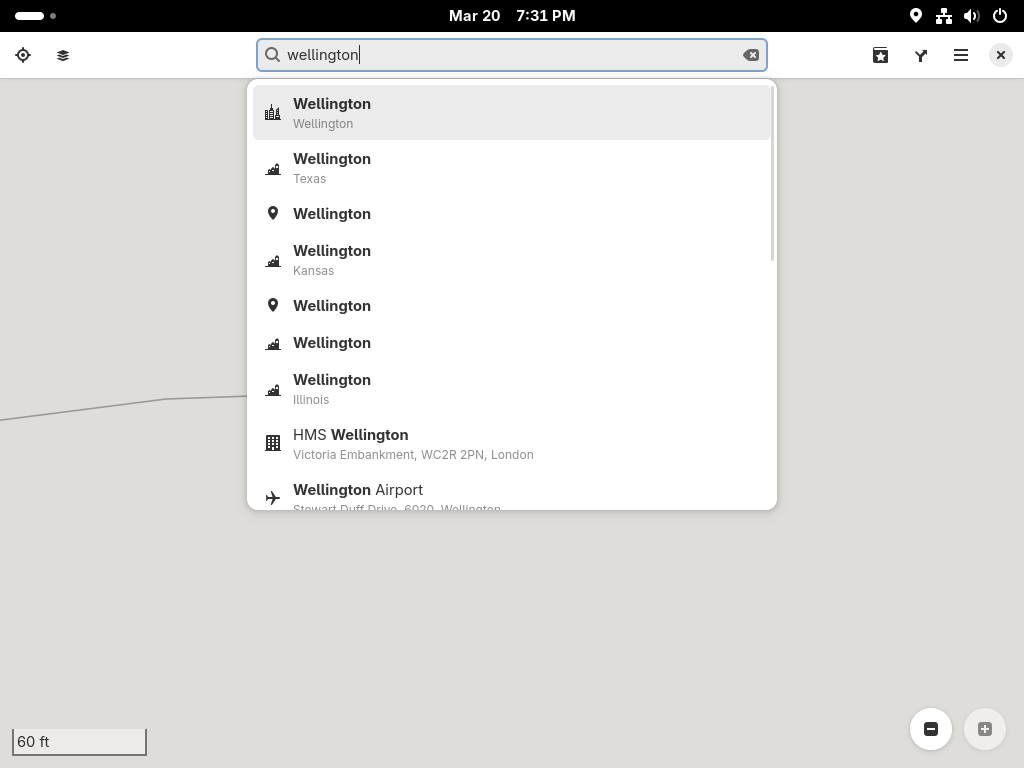 Mar 20 7:31 PM
wellington
Wellington
Wellington
Wellington
Texas
Wellington
Wellington
Kansas
Wellington
Wellington
Wellington
Illinois
HMS Wellington
Victoria Embankment, WC2R 2PN, London
Wellington Airport
Stewart Duff Drive, 6020, Wellington
60 ft